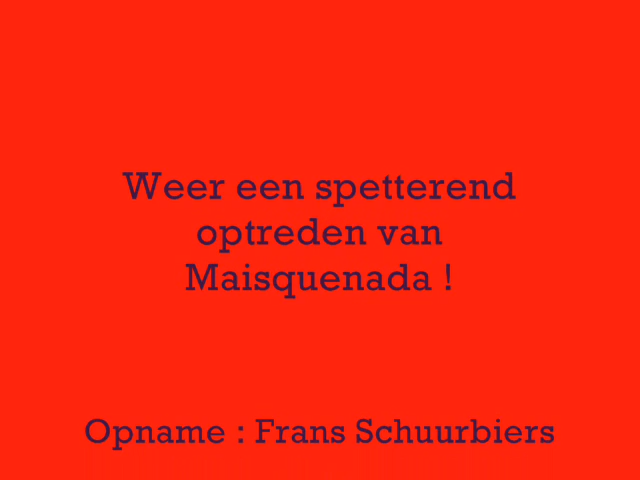 Weer een spetterend
optreden van
Maisquenada !
Opname : Frans Schuurbiers